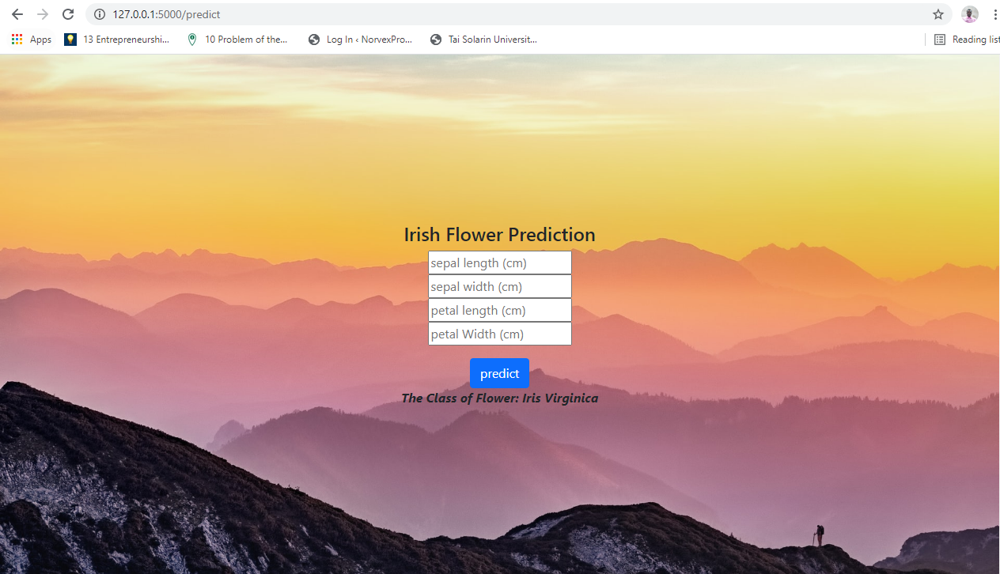 127.0.0.1:5000/predict
Apps 13 Entrepreneurshi... 10 Problem of the... Log In ‹ NorvexPro... Tai Solarin Universit... Reading list
Irish Flower Prediction
sepal length (cm)
sepal width (cm)
petal length (cm)
petal Width (cm)
predict
The Class of Flower: Iris Virginica